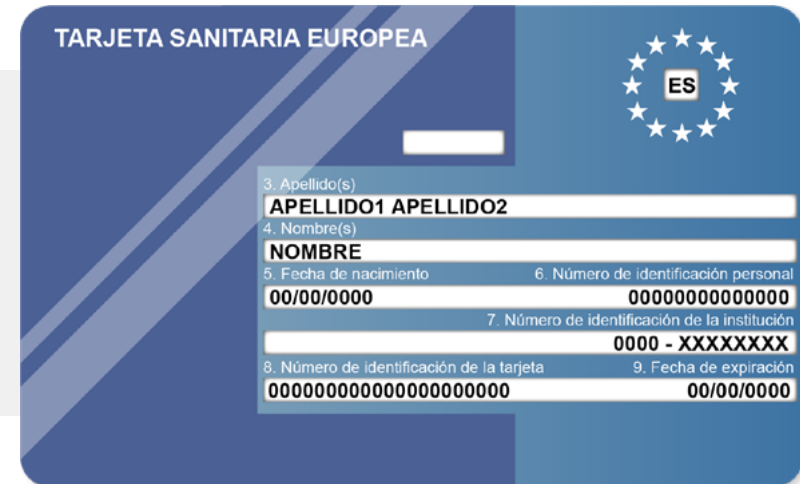 TARJETA SANITARIA EUROPEA
ES
3. Apellido(s)
APELLIDO1 APELLIDO2
4. Nombre(s)
NOMBRE
5. Fecha de nacimiento 6. Número de identificación personal
00/00/0000 00000000000000
7. Número de identificación de la institución
0000 - XXXXXXXX
8. Número de identificación de la tarjeta 9. Fecha de expiración
00000000000000000000 00/00/0000